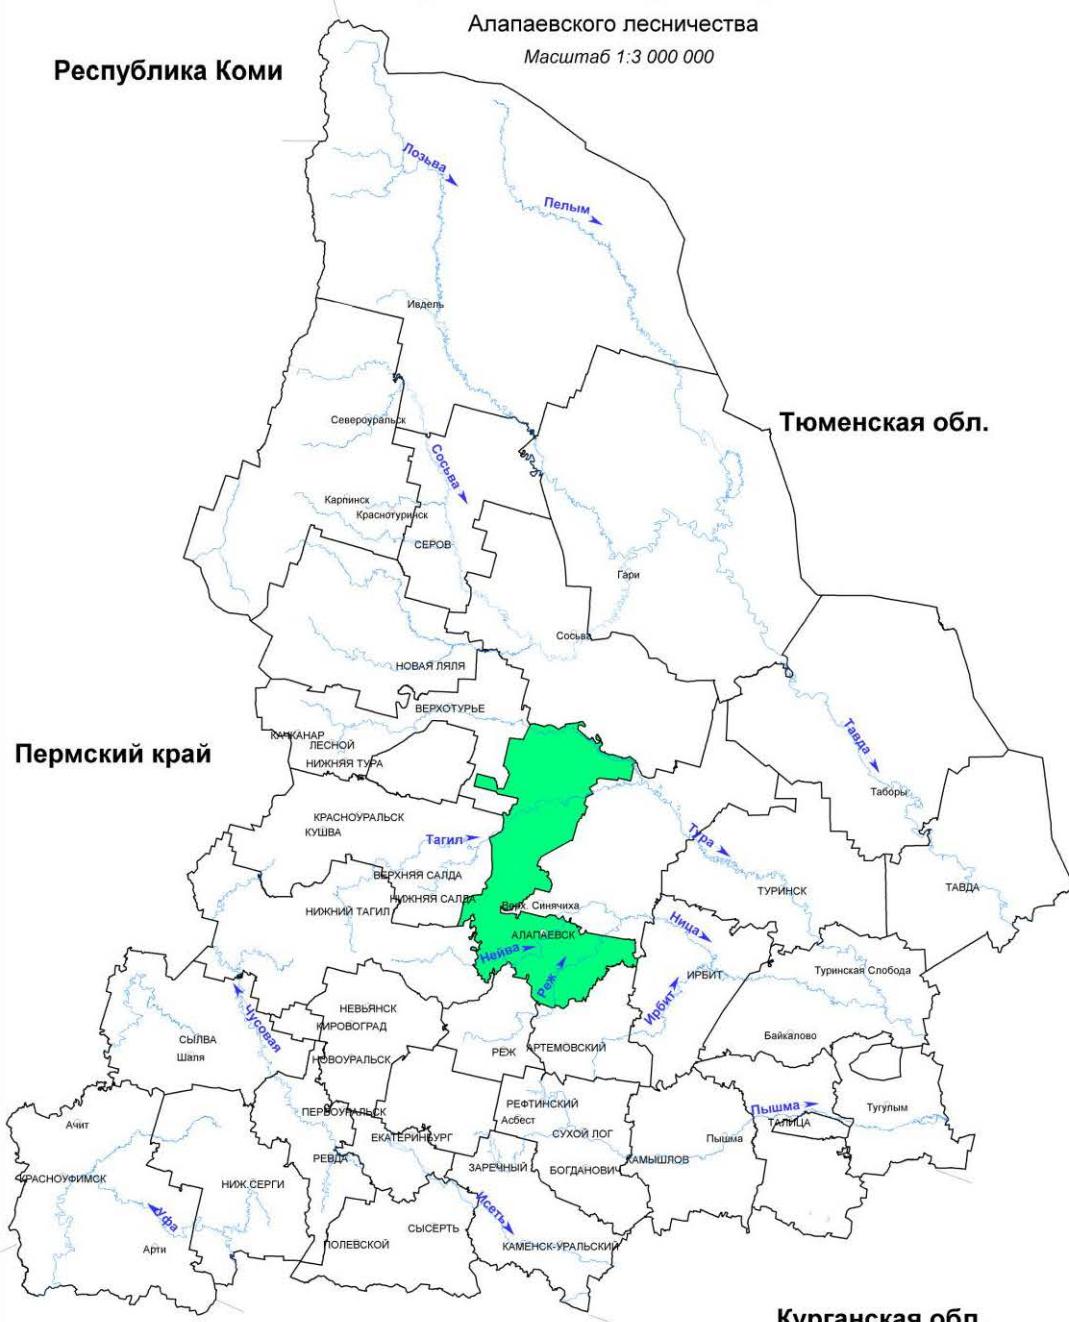 Алапаевского лесничества
Масштаб 1:3 000 000
Республика Коми
Лозьва
Пелым
Ивдель
Тюменская обл.
Североуральск
Сосьва
Карпинск
Краснотурьинск
СЕРОВ
Гари
Сосьва
НОВАЯ ЛЯЛЯ
ВЕРХОТУРЬЕ
Пермский край
КАЧКАНАР
ЛЕСНОЙ
НИЖНЯЯ ТУРА
Тавда
Таборы
КРАСНОУРАЛЬСК
КУШВА
Тагил
Тура
ВЕРХНЯЯ САЛДА
ТУРИНСК
ТАВДА
НИЖНЯЯ САЛДА
Верх. Синячиха
НИЖНИЙ ТАГИЛ
Ница
АЛАПАЕВСК
Нейва
Реж
ИРБИТ
Туринская Слобода
Ирбит
НЕВЬЯНСК
Чусовая
КИРОВОГРАД
Байкалово
СЫЛВА
Шаля
НОВОУРАЛЬСК
РЕЖ
АРТЕМОВСКИЙ
Ачит
ПЕРВОУРАЛЬСК
РЕФТИНСКИЙ
Асбест
Пышма
ТАЛИЦА
Тугулым
ЕКАТЕРИНБУРГ
СУХОЙ ЛОГ
Пышма
РЕВДА
ЗАРЕЧНЫЙ
БОГДАНОВИЧ
КАМЫШЛОВ
КРАСНОУФИМСК
НИЖ.СЕРГИ
Уфа
Исеть
СЫСЕРТЬ
Арти
ПОЛЕВСКОЙ
КАМЕНСК-УРАЛЬСКИЙ
Курганская обл.